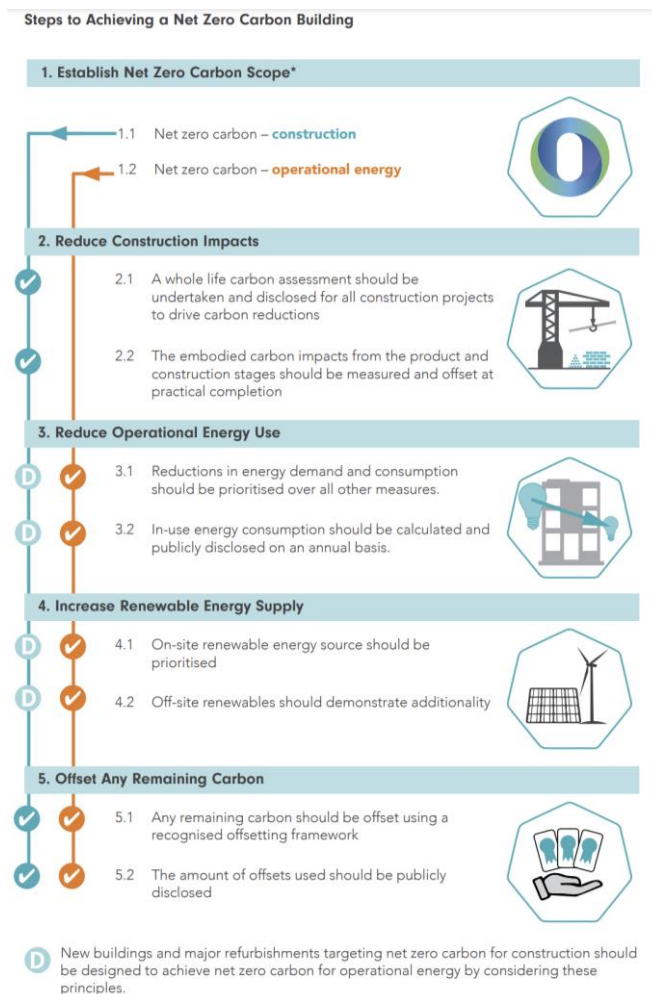 Steps to Achieving a Net Zero Carbon Building
1. Establish Net Zero Carbon Scope*
1.1 Net zero carbon – construction
1.2 Net zero carbon – operational energy
2. Reduce Construction Impacts
2.1 A whole life carbon assessment should be
undertaken and disclosed for all construction projects
to drive carbon reductions
2.2 The embodied carbon impacts from the product and
construction stages should be measured and offset at
practical completion
3. Reduce Operational Energy Use
D 3.1 Reductions in energy demand and consumption
should be prioritised over all other measures.
D 3.2 In-use energy consumption should be calculated and
publicly disclosed on an annual basis.
4. Increase Renewable Energy Supply
D 4.1 On-site renewable energy source should be
prioritised
D 4.2 Off-site renewables should demonstrate additionality
5. Offset Any Remaining Carbon
5.1 Any remaining carbon should be offset using a
recognised offsetting framework
5.2 The amount of offsets used should be publicly
disclosed
D New buildings and major refurbishments targeting net zero carbon for construction should
be designed to achieve net zero carbon for operational energy by considering these
principles.